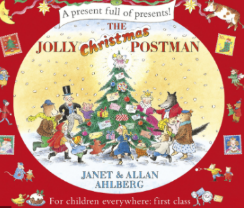 A present full of presents!
THE
JOLLY Christmas
POSTMAN
JANET & ALLAN
AHLBERG
For children everywhere: first class